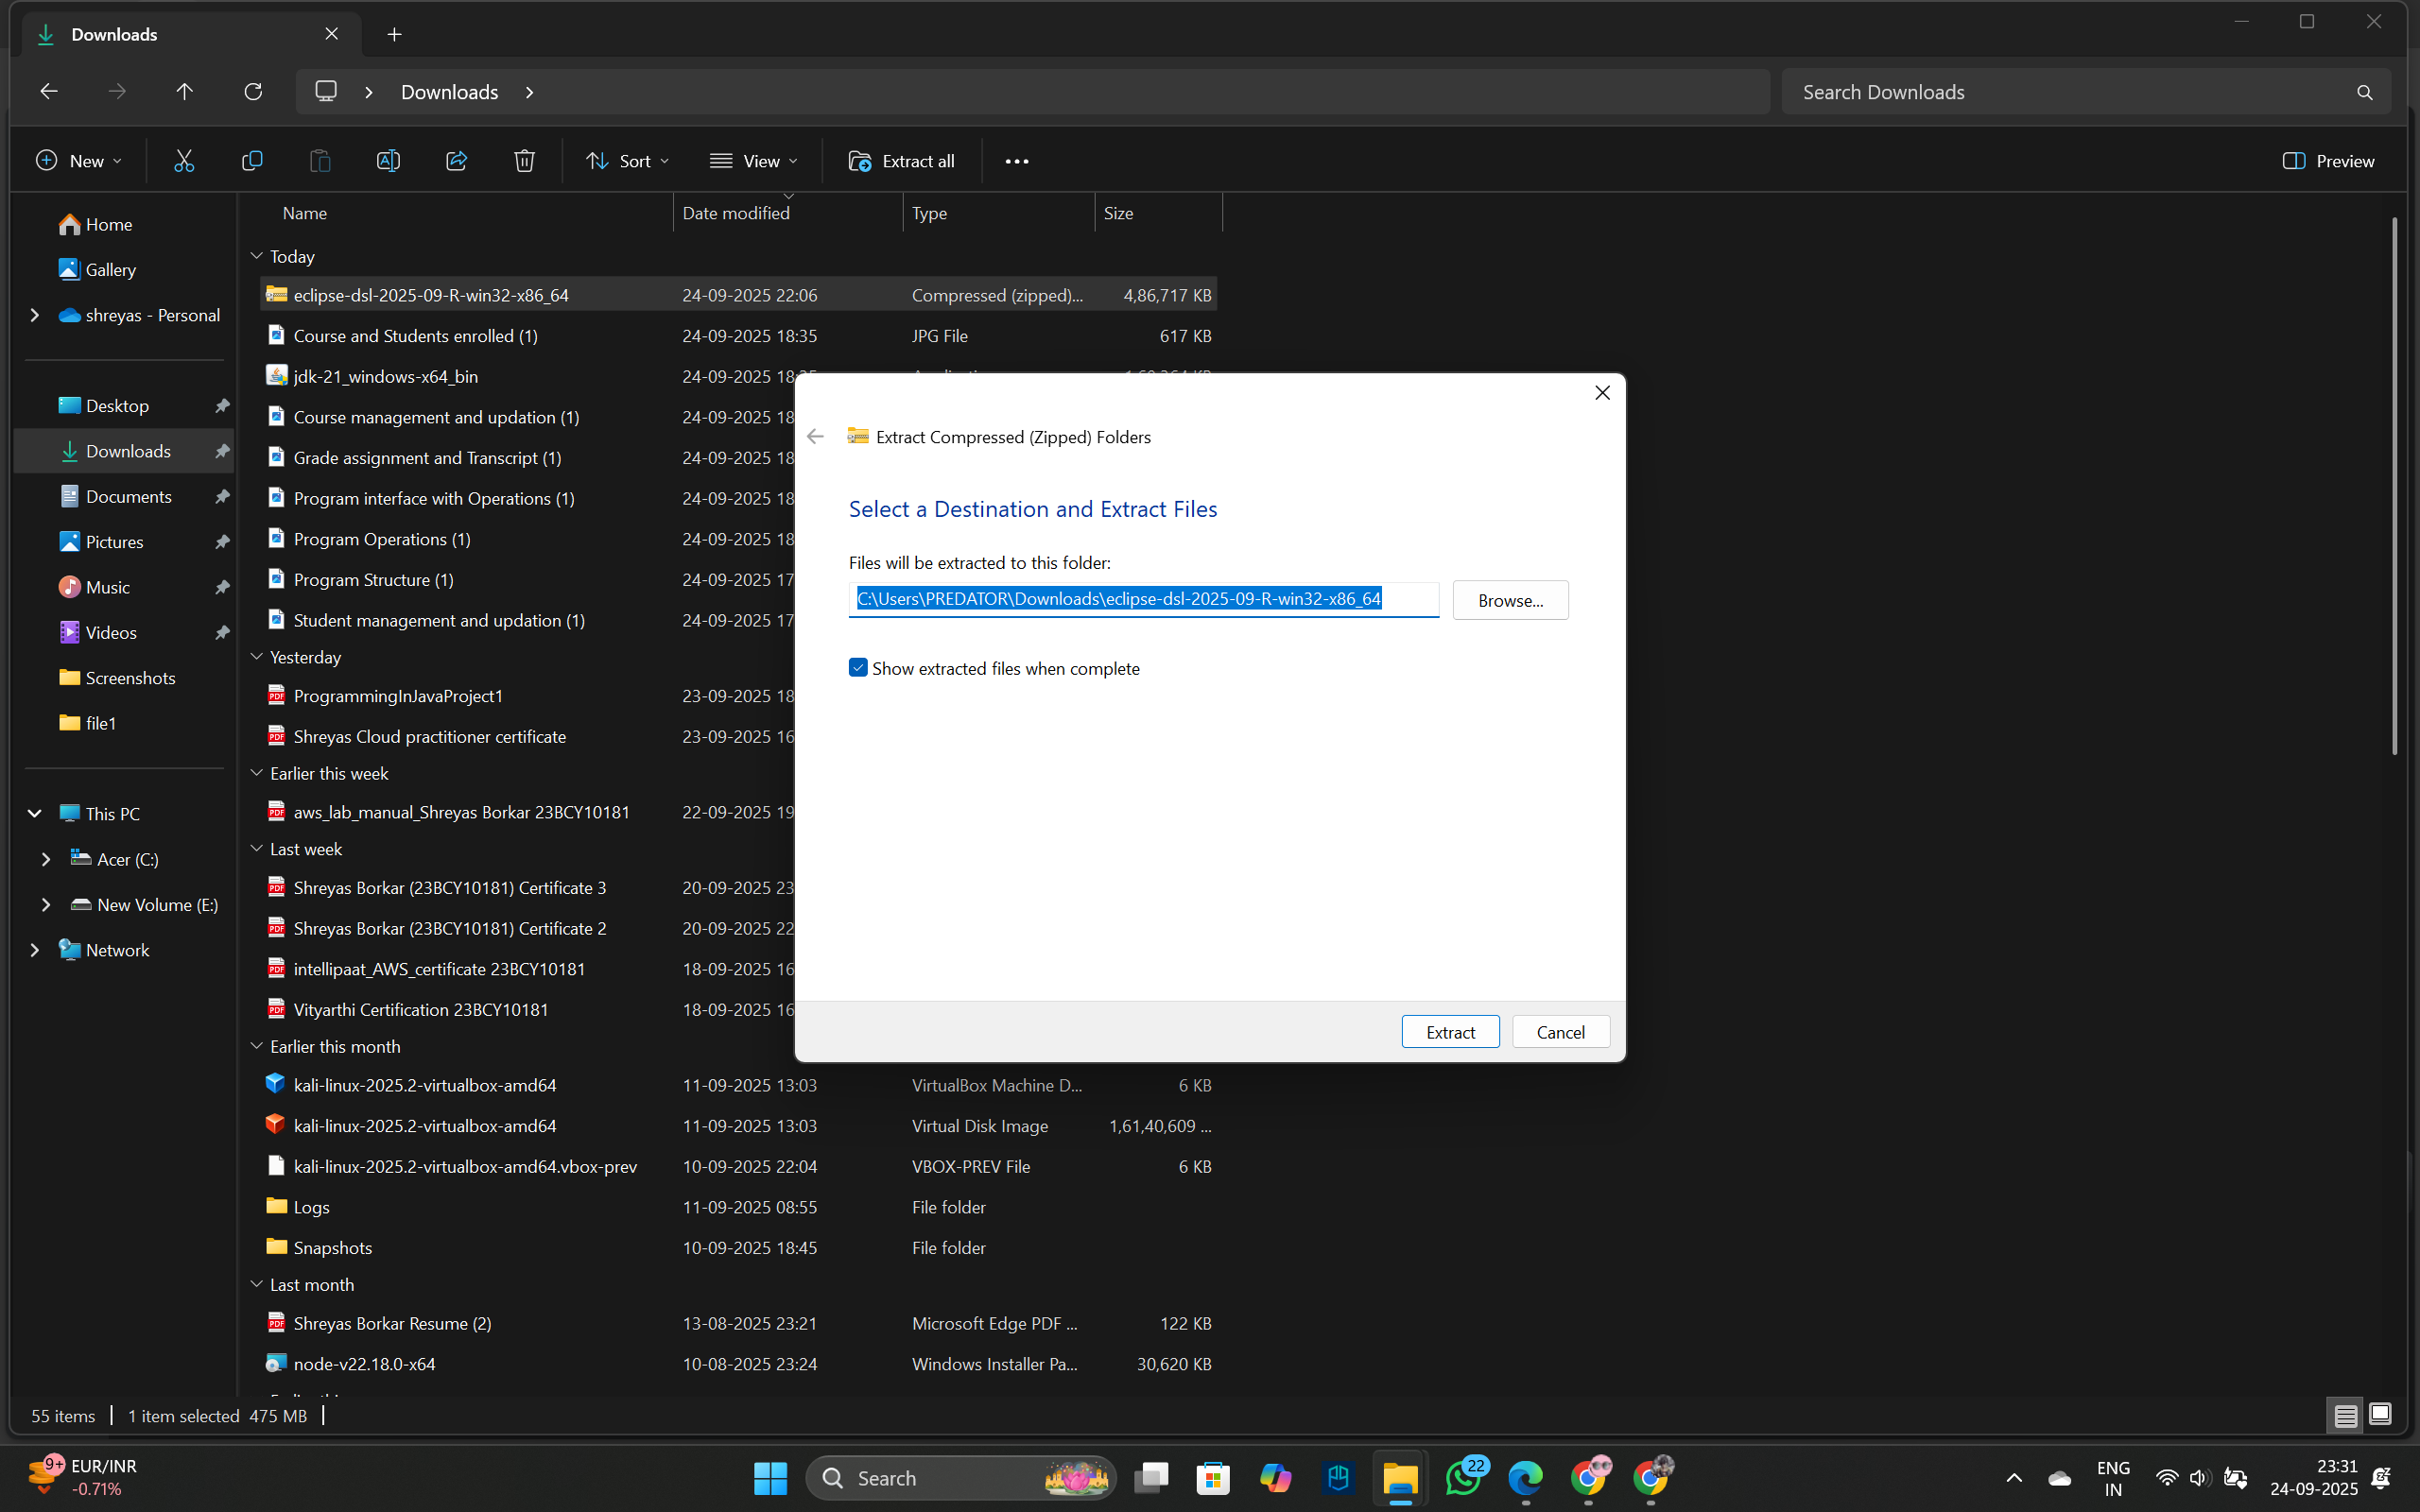 Downloads
Downloads
Search Downloads
New
Sort
View
Extract all
Preview
Name Date modified Type Size
Home
Gallery
shreyas - Personal
Desktop
Downloads
Documents
Pictures
Music
Videos
Screenshots
file1
This PC
Acer (C:)
New Volume (E:)
Network
Today
eclipse-dsl-2025-09-R-win32-x86_64 24-09-2025 22:06 Compressed (zipped)... 4,86,717 KB
Course and Students enrolled (1) 24-09-2025 18:35 JPG File 617 KB
jdk-21_windows-x64_bin 24-09-2025
Course management and updation (1) 24-09-2025 18
Grade assignment and Transcript (1) 24-09-2025 18
Program interface with Operations (1) 24-09-2025 18
Program Operations (1) 24-09-2025 18
Program Structure (1) 24-09-2025 17
Student management and updation (1) 24-09-2025 17
Yesterday
ProgrammingInJavaProject1 23-09-2025 18
Shreyas Cloud practitioner certificate 23-09-2025 16
Earlier this week
aws_lab_manual_Shreyas Borkar 23BCY10181 22-09-2025 19
Last week
Shreyas Borkar (23BCY10181) Certificate 3 20-09-2025 23
Shreyas Borkar (23BCY10181) Certificate 2 20-09-2025 22
intellipaat_AWS_certificate 23BCY10181 18-09-2025 16
Vityarthi Certification 23BCY10181 18-09-2025 16
Earlier this month
kali-linux-2025.2-virtualbox-amd64 11-09-2025 13:03 VirtualBox Machine D... 6 KB
kali-linux-2025.2-virtualbox-amd64 11-09-2025 13:03 Virtual Disk Image 1,61,40,609 ...
kali-linux-2025.2-virtualbox-amd64.vbox-prev 10-09-2025 22:04 VBOX-PREV File 6 KB
Logs 11-09-2025 08:55 File folder
Snapshots 10-09-2025 18:45 File folder
Last month
Shreyas Borkar Resume (2) 13-08-2025 23:21 Microsoft Edge PDF ... 122 KB
node-v22.18.0-x64 10-08-2025 23:24 Windows Installer Pa... 30,620 KB
Extract Compressed (Zipped) Folders
Select a Destination and Extract Files
Files will be extracted to this folder:
C:\Users\PREDATOR\Downloads\eclipse-dsl-2025-09-R-win32-x86_64
Browse...
Show extracted files when complete
Extract
Cancel
55 items 1 item selected 475 MB
9+
EUR/INR
-0.71%
Search
22
ENG
IN
23:31
24-09-2025